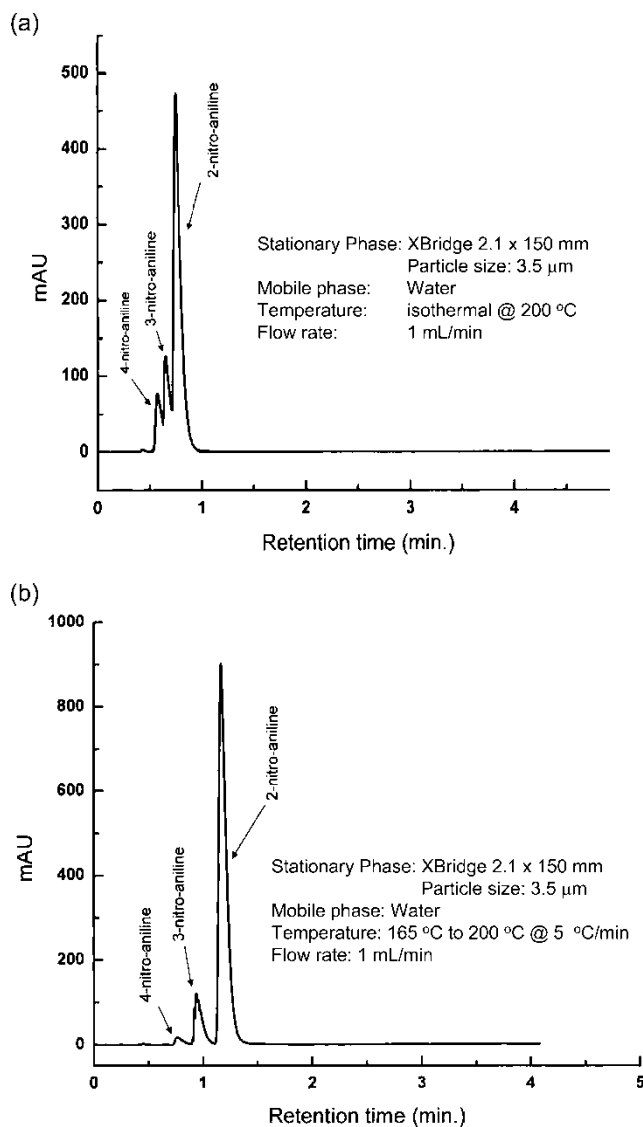 (a)
500
400
300
200
100
0
mAU
4-nitro-aniline
3-nitro-aniline
2-nitro-aniline
Stationary Phase: XBridge 2.1 x 150 mm
Particle size: 3.5 μm
Mobile phase: Water
Temperature: isothermal @ 200 °C
Flow rate: 1 mL/min
0 1 2 3 4
Retention time (min.)
(b)
1000
800
600
400
200
0
mAU
4-nitro-aniline
3-nitro-aniline
2-nitro-aniline
Stationary Phase: XBridge 2.1 x 150 mm
Particle size: 3.5 μm
Mobile phase: Water
Temperature: 165 °C to 200 °C @ 5 °C/min
Flow rate: 1 mL/min
0 1 2 3 4 5
Retention time (min.)